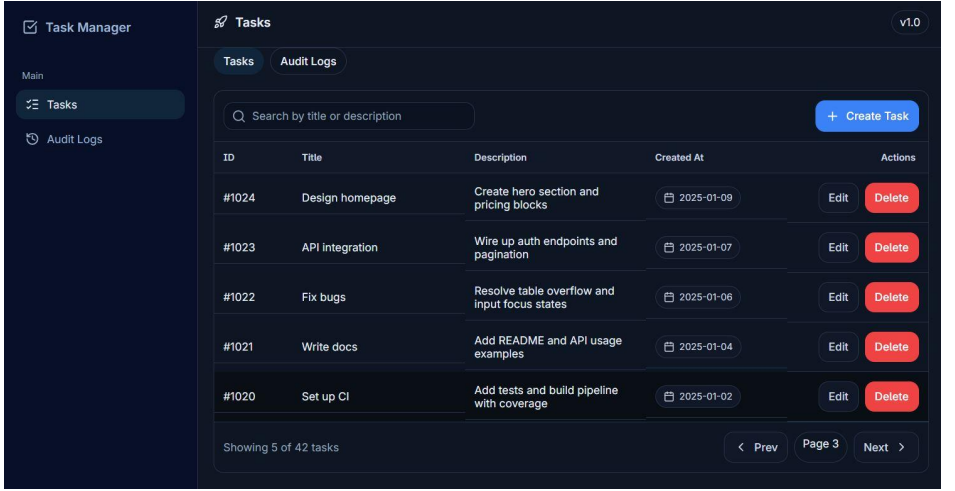 Task Manager
Main
Tasks
Audit Logs
Tasks
v1.0
Tasks
Audit Logs
Search by title or description
+ Create Task
ID Title Description Created At Actions
#1024 Design homepage Create hero section and
pricing blocks 2025-01-09 Edit Delete
#1023 API integration Wire up auth endpoints and
pagination 2025-01-07 Edit Delete
#1022 Fix bugs Resolve table overflow and
input focus states 2025-01-06 Edit Delete
#1021 Write docs Add README and API usage
examples 2025-01-04 Edit Delete
#1020 Set up CI Add tests and build pipeline
with coverage 2025-01-02 Edit Delete
Showing 5 of 42 tasks
< Prev Page 3 Next >